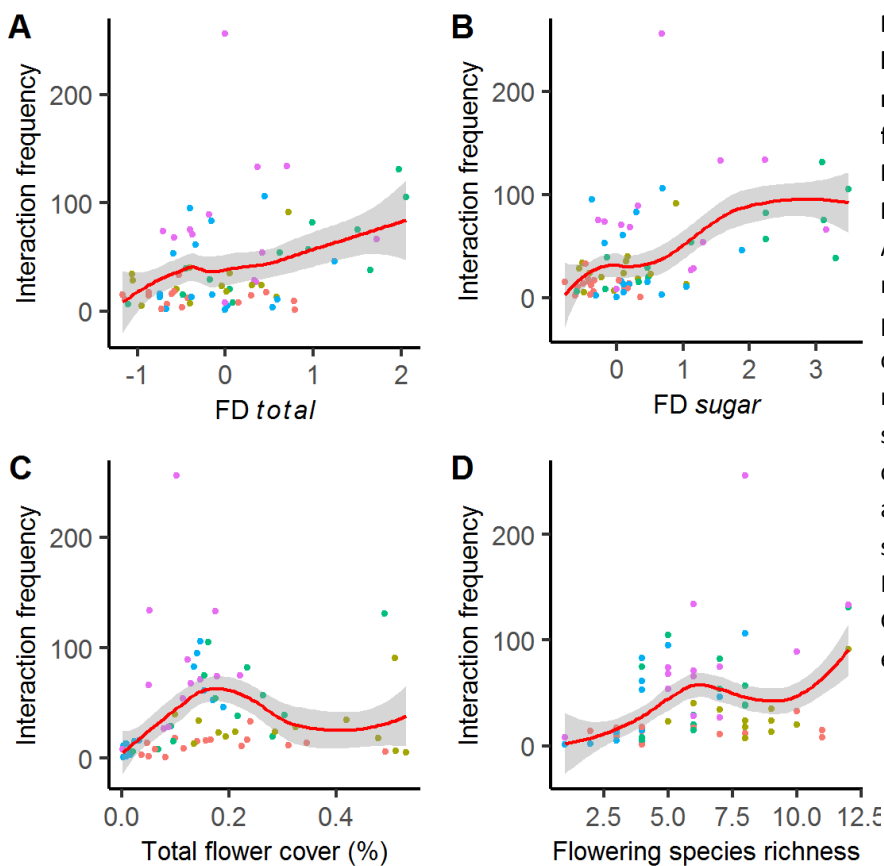 A
Interaction frequency
200
100
0
-1 0 1 2
FD total
B
Interaction frequency
200
100
0
0 1 2 3
FD sugar
C
Interaction frequency
200
100
0
0.0 0.2 0.4
Total flower cover (%)
D
Interaction frequency
200
100
0
2.5 5.0 7.5 10.0 12.5
Flowering species richness